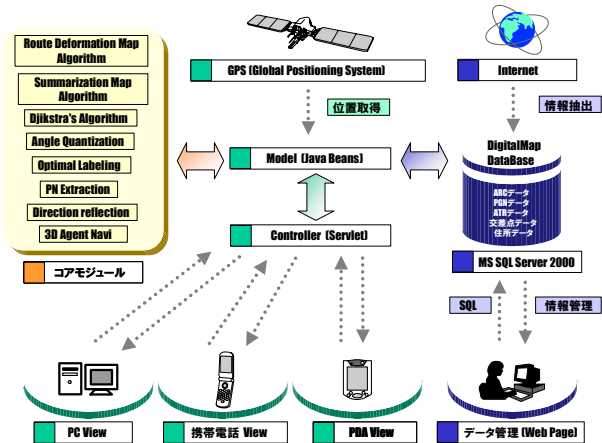 Route Deformation Map
Algorithm
Summarization Map
Algorithm
Djikstra's Algorithm
Angle Quantization
Optimal Labeling
PN Extraction
Direction reflection
3D Agent Navi
コアモジュール
GPS (Global Positioning System)
位置取得
Model (Java Beans)
Controller (Servlet)
Internet
情報抽出
DigitalMap
DataBase
ARCデータ
PGNデータ
ATRデータ
交差点データ
住所データ
MS SQL Server 2000
SQL
情報管理
PC View
携帯電話 View
PDA View
データ管理 (Web Page)